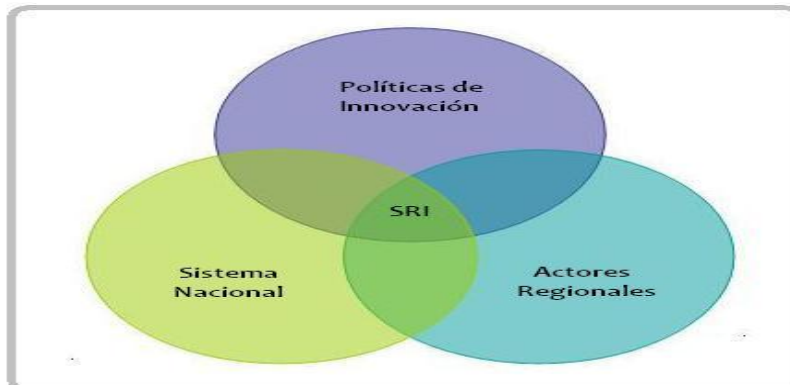 Políticas de
Innovación
SRI
Sistema
Nacional
Actores
Regionales